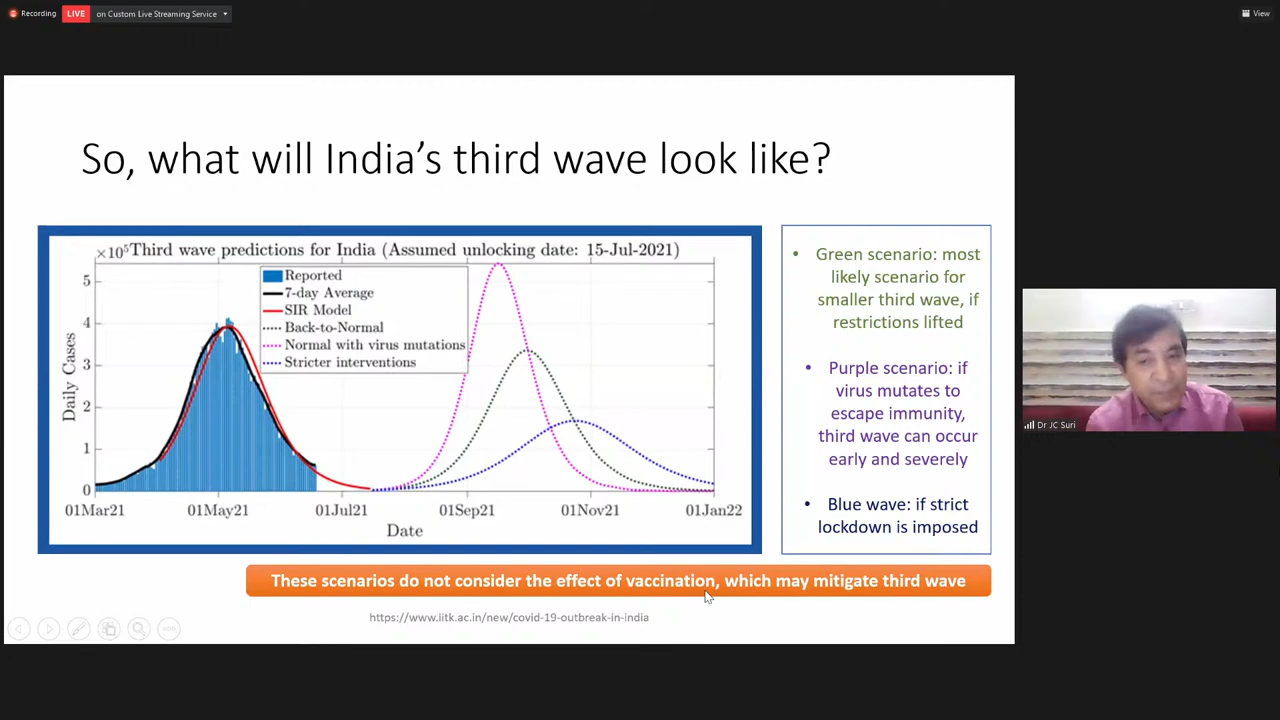 Recording
LIVE
on Custom Live Streaming Service
View
So, what will India's third wave look like?
×10⁵Third wave predictions for India (Assumed unlocking date: 15-Jul-2021)
Reported
7-day Average
SIR Model
Back-to-Normal
Normal with virus mutations
Stricter interventions
Daily Cases
5
4
3
2
1
0
01Mar21 01May21 01Jul21 01Sep21 01Nov21 01Jan22
Date
• Green scenario: most
likely scenario for
smaller third wave, if
restrictions lifted
• Purple scenario: if
virus mutates to
escape immunity,
third wave can occur
early and severely
• Blue wave: if strict
lockdown is imposed
These scenarios do not consider the effect of vaccination, which may mitigate third wave
https://www.iitk.ac.in/new/covid-19-outbreak-in-india
Dr JC Suri